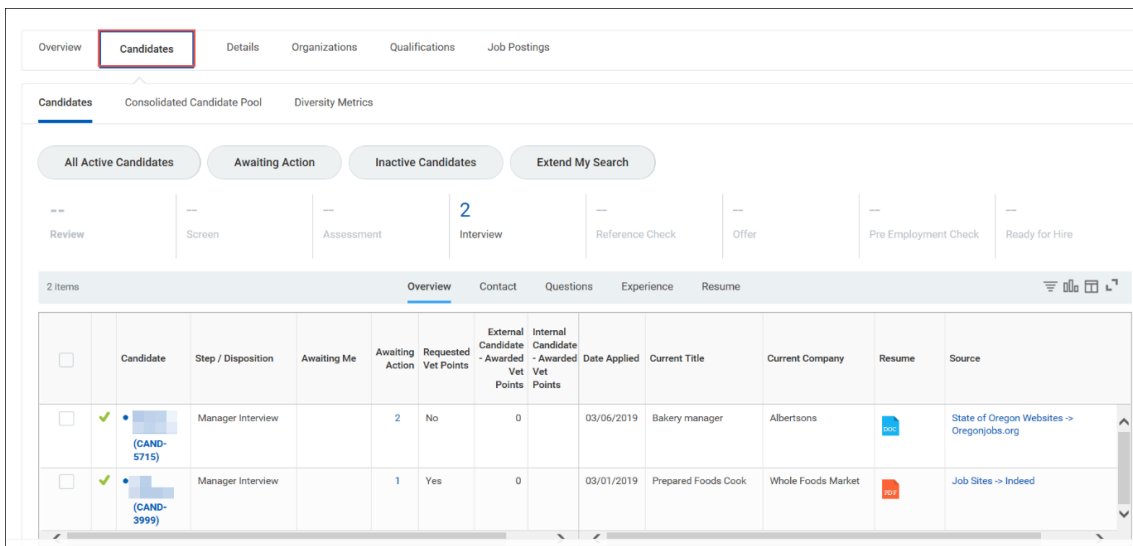 Overview Candidates Details Organizations Qualifications Job Postings
Candidates Consolidated Candidate Pool Diversity Metrics
All Active Candidates Awaiting Action Inactive Candidates Extend My Search
-- -- -- 2 -- -- -- --
Review Screen Assessment Interview Reference Check Offer Pre Employment Check Ready for Hire
2 items Overview Contact Questions Experience Resume
Candidate Step / Disposition Awaiting Me Awaiting Action Requested Vet Points External Candidate - Awarded Vet Points Internal Candidate - Awarded Vet Points Date Applied Current Title Current Company Resume Source
Manager Interview 2 No 0 03/06/2019 Bakery manager Albertsons DOC State of Oregon Websites ->
Oregonjobs.org
(CAND-
5715)
Manager Interview 1 Yes 0 03/01/2019 Prepared Foods Cook Whole Foods Market PDF Job Sites -> Indeed
(CAND-
3999)